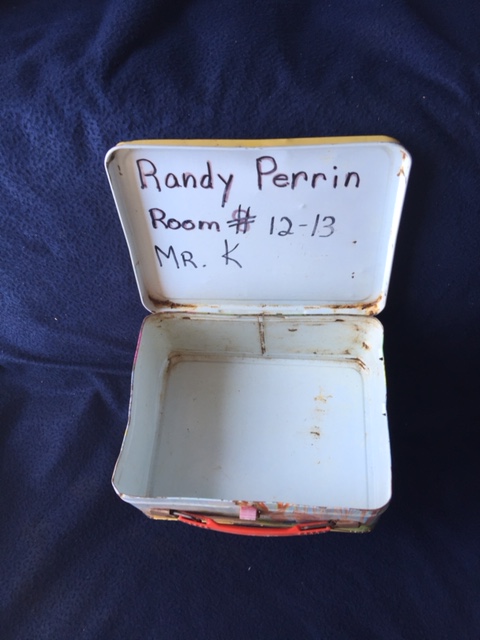 Randy Perrin
Room # 12-13
MR. K